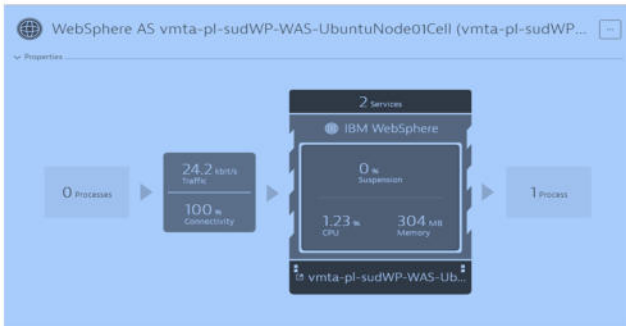 WebSphere AS vmta-pl-sudWP-WAS-UbuntuNode01Cell (vmta-pl-sudWP...
...
Properties
2 Services
IBM WebSphere
0 Processes
24.2 kbit/s
Traffic
100 %
Connectivity
0 %
Suspension
1.23 %
CPU
304 MB
Memory
1 Process
vmta-pl-sudWP-WAS-Ub...